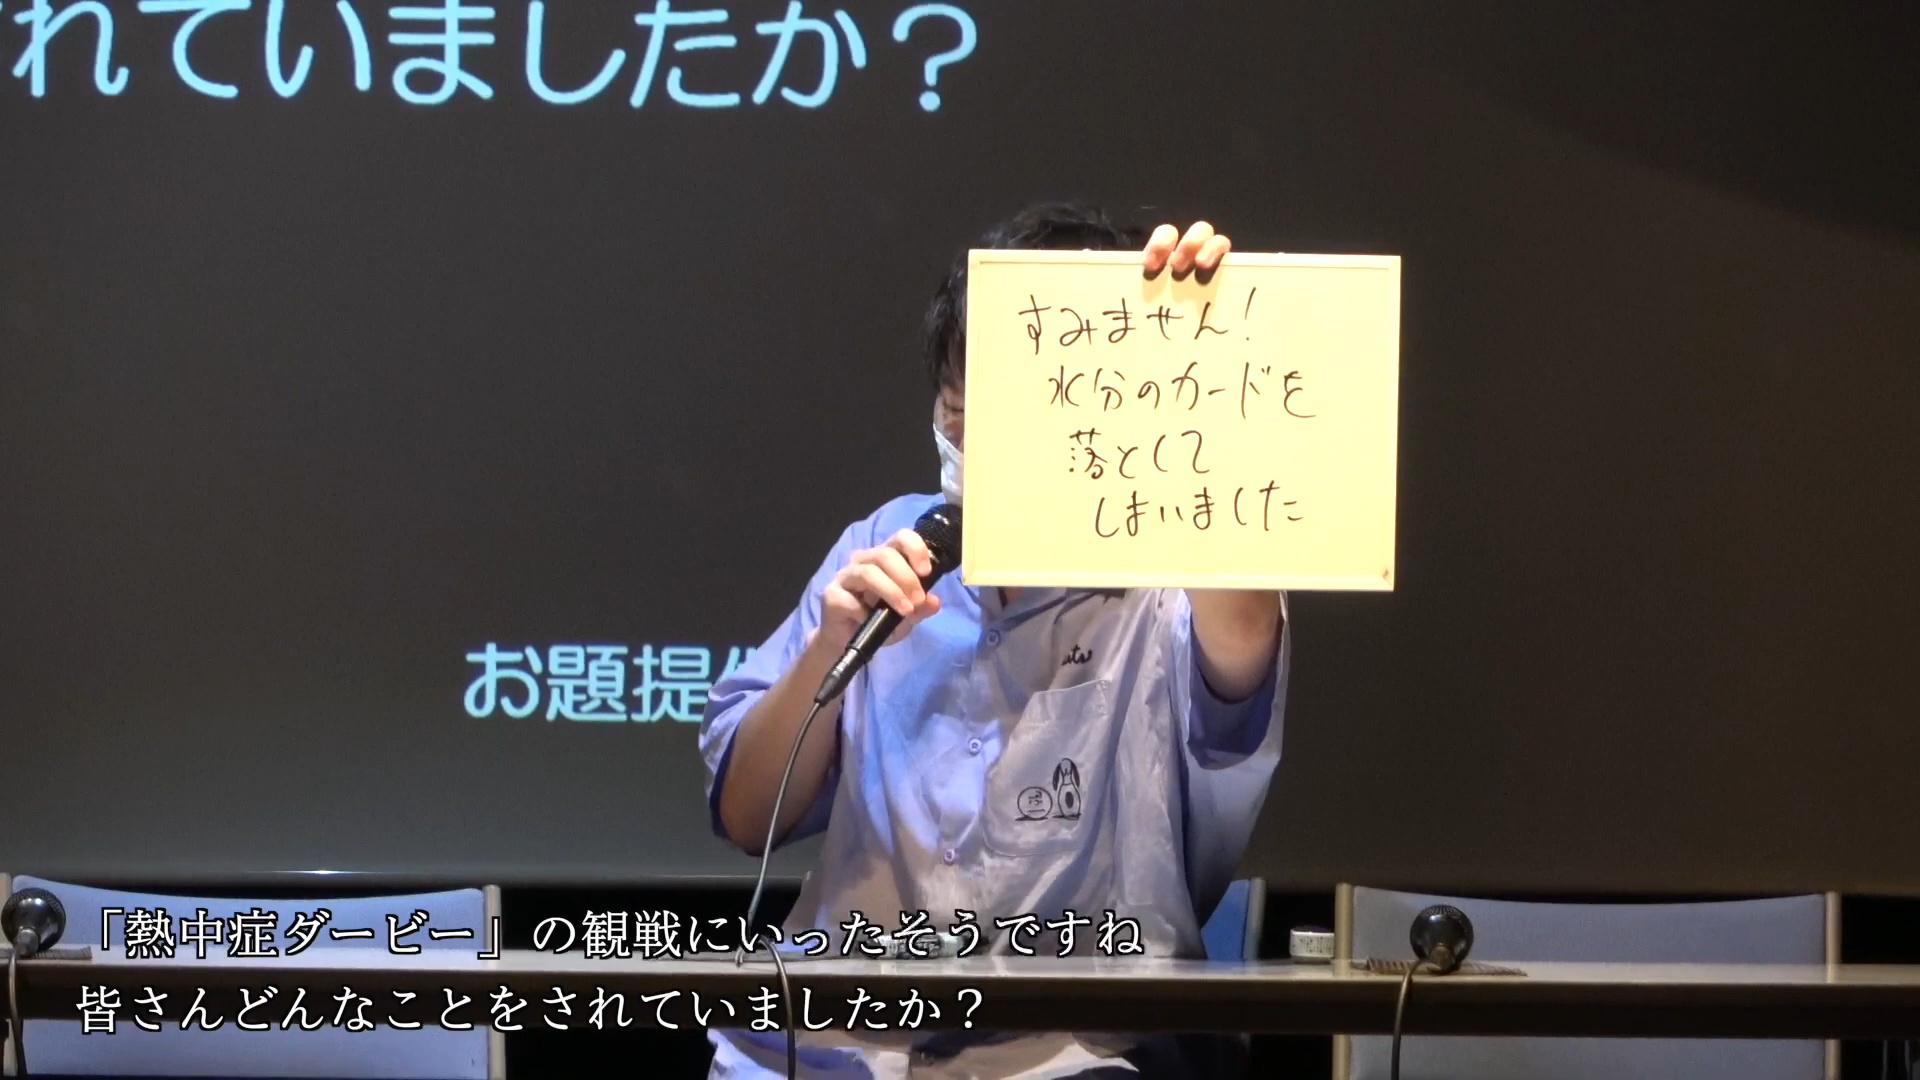 れていましたか？
すみません！
水分のカードを
落として
しまいました
お題提
「熱中症ダービー」の観戦にいったそうですね
皆さんどんなことをされていましたか？